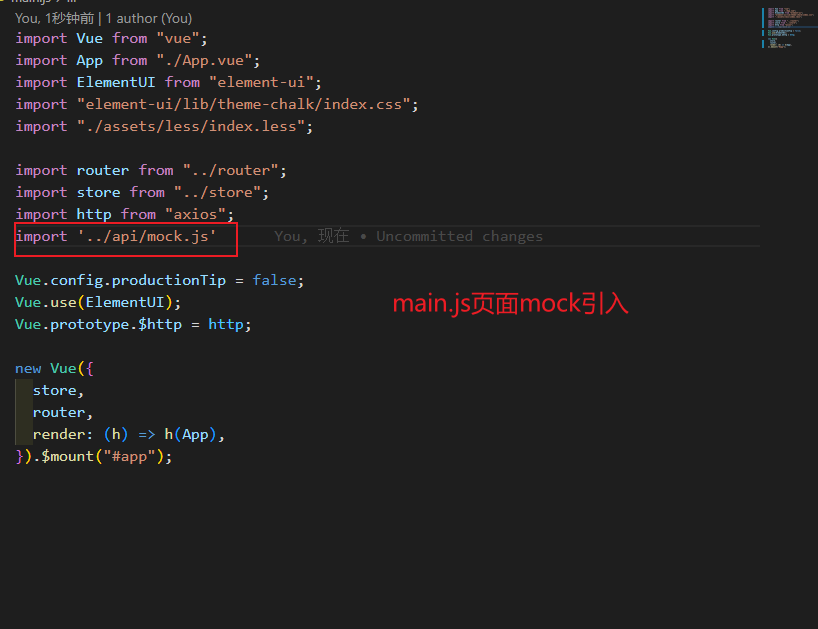 You, 1秒钟前 | 1 author (You)
import Vue from "vue";
import App from "./App.vue";
import ElementUI from "element-ui";
import "element-ui/lib/theme-chalk/index.css";
import "./assets/less/index.less";
import router from "../router";
import store from "../store";
import http from "axios";
import '../api/mock.js' You, 现在 • Uncommitted changes
Vue.config.productionTip = false;
Vue.use(ElementUI);
main.js页面mock引入
Vue.prototype.$http = http;
new Vue({
store,
router,
render: (h) => h(App),
}).$mount("#app");